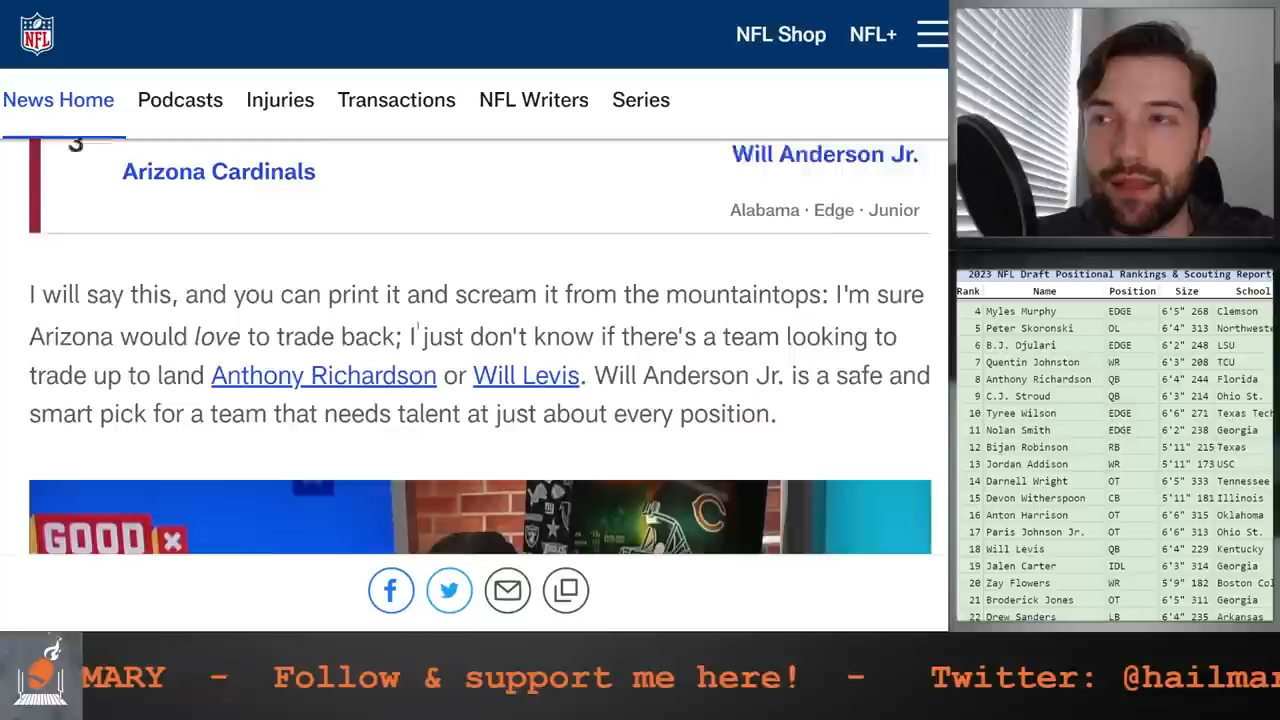 NFL
NFL Shop
NFL+
News Home
Podcasts
Injuries
Transactions
NFL Writers
Series
3
Arizona Cardinals
Will Anderson Jr.
Alabama · Edge · Junior
I will say this, and you can print it and scream it from the mountaintops: I'm sure
Arizona would love to trade back; I just don't know if there's a team looking to
trade up to land Anthony Richardson or Will Levis. Will Anderson Jr. is a safe and
smart pick for a team that needs talent at just about every position.
GOOD
2023 NFL Draft Positional Rankings & Scouting Report
Rank Name Position Size School
4 Myles Murphy EDGE 6'5" 268 Clemson
5 Peter Skoronski OL 6'4" 313 Northweste
6 B.J. Ojulari EDGE 6'2" 248 LSU
7 Quentin Johnston WR 6'3" 208 TCU
8 Anthony Richardson QB 6'4" 244 Florida
9 C.J. Stroud QB 6'3" 214 Ohio St.
10 Tyree Wilson EDGE 6'6" 271 Texas Tech
11 Nolan Smith EDGE 6'2" 238 Georgia
12 Bijan Robinson RB 5'11" 215 Texas
13 Jordan Addison WR 5'11" 173 USC
14 Darnell Wright OT 6'5" 333 Tennessee
15 Devon Witherspoon CB 5'11" 181 Illinois
16 Anton Harrison OT 6'6" 315 Oklahoma
17 Paris Johnson Jr. OT 6'6" 313 Ohio St.
18 Will Levis QB 6'4" 229 Kentucky
19 Jalen Carter IDL 6'3" 314 Georgia
20 Zay Flowers WR 5'9" 182 Boston Col
21 Broderick Jones OT 6'5" 311 Georgia
22 Drew Sanders LB 6'4" 235 Arkansas
MARY - Follow & support me here! - Twitter: @hailmar